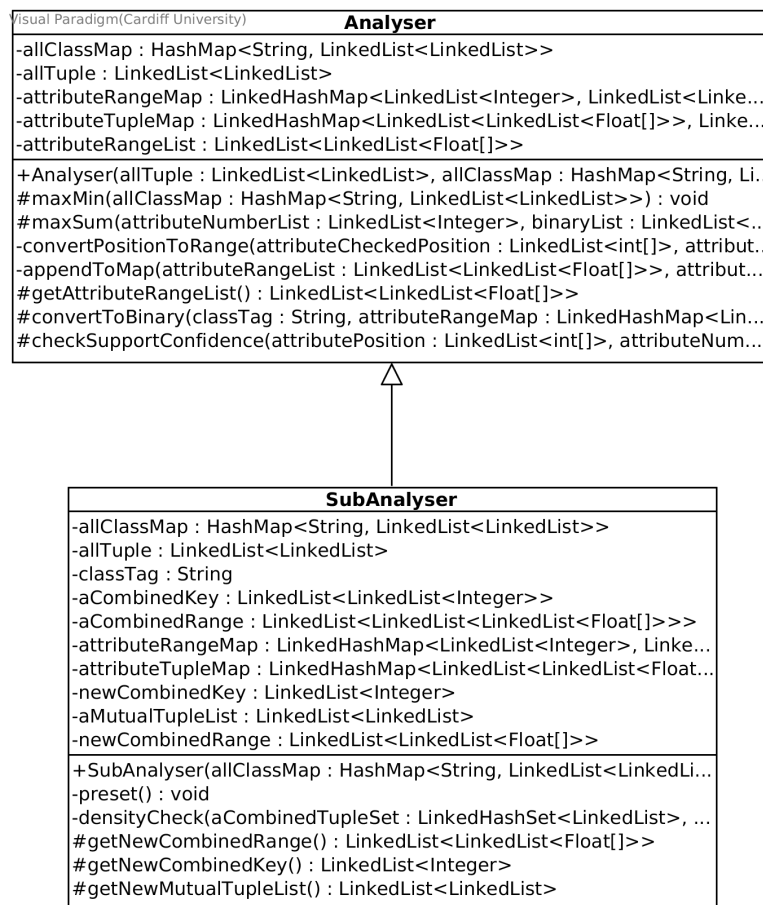 Visual Paradigm(Cardiff University)
Analyser
-allClassMap : HashMap<String, LinkedList<LinkedList>>
-allTuple : LinkedList<LinkedList>
-attributeRangeMap : LinkedHashMap<LinkedList<Integer>, LinkedList<Linke...
-attributeTupleMap : LinkedHashMap<LinkedList<LinkedList<Float[]>>, Linke...
-attributeRangeList : LinkedList<LinkedList<Float[]>>
+Analyser(allTuple : LinkedList<LinkedList>, allClassMap : HashMap<String, Li...
#maxMin(allClassMap : HashMap<String, LinkedList<LinkedList>>) : void
#maxSum(attributeNumberList : LinkedList<Integer>, binaryList : LinkedList<...
-convertPositionToRange(attributeCheckedPosition : LinkedList<int[]>, attribut...
-appendToMap(attributeRangeList : LinkedList<LinkedList<Float[]>>, attribut...
#getAttributeRangeList() : LinkedList<LinkedList<Float[]>>
#convertToBinary(classTag : String, attributeRangeMap : LinkedHashMap<Lin...
#checkSupportConfidence(attributePosition : LinkedList<int[]>, attributeNum...
SubAnalyser
-allClassMap : HashMap<String, LinkedList<LinkedList>>
-allTuple : LinkedList<LinkedList>
-classTag : String
-aCombinedKey : LinkedList<LinkedList<Integer>>
-aCombinedRange : LinkedList<LinkedList<LinkedList<Float[]>>>
-attributeRangeMap : LinkedHashMap<LinkedList<Integer>, Linke...
-attributeTupleMap : LinkedHashMap<LinkedList<LinkedList<Float...
-newCombinedKey : LinkedList<Integer>
-aMutualTupleList : LinkedList<LinkedList>
-newCombinedRange : LinkedList<LinkedList<Float[]>>
+SubAnalyser(allClassMap : HashMap<String, LinkedList<LinkedLi...
-preset() : void
-densityCheck(aCombinedTupleSet : LinkedHashSet<LinkedList>, ...
#getNewCombinedRange() : LinkedList<LinkedList<Float[]>>
#getNewCombinedKey() : LinkedList<Integer>
#getNewMutualTupleList() : LinkedList<LinkedList>